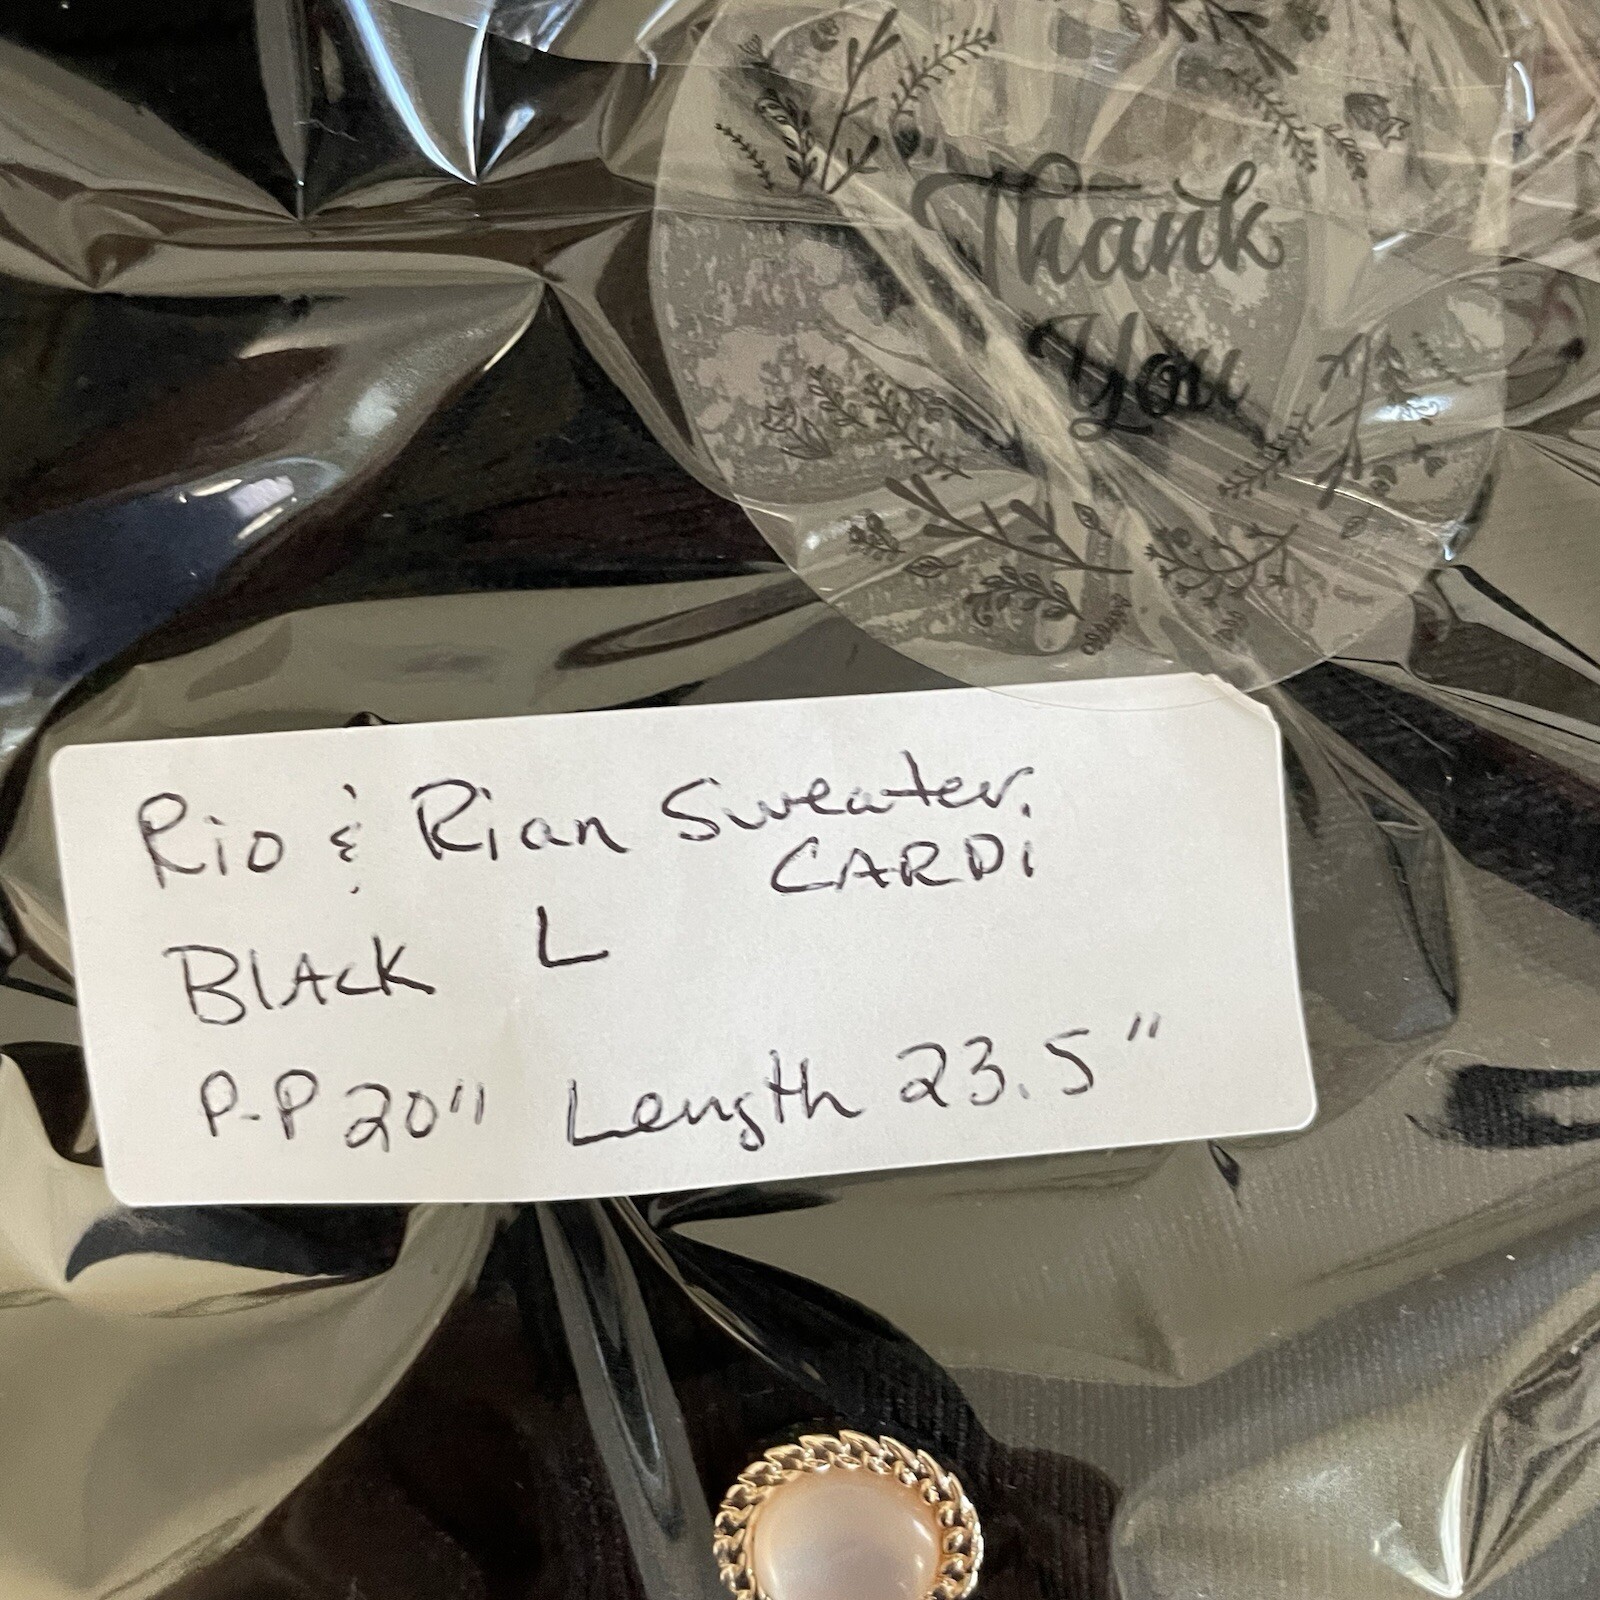 Thank
You
Rio & Rian Sweater.
CARDi
BlAck L
P-P 20" Length 23.5"